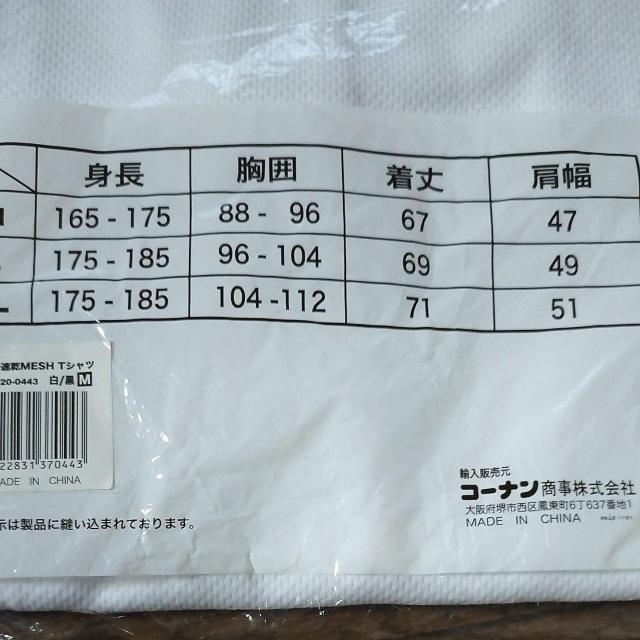 身長 胸囲 着丈 肩幅
165 - 175 88 - 96 67 47
175 - 185 96 - 104 69 49
175 - 185 104 -112 71 51
速乾MESH Tシャツ
20-0443 白/黒 M
22831 370443
MADE IN CHINA
示は製品に縫い込まれております。
輸入販売元
コーナン商事株式会社
大阪府堺市西区鳳東町6丁637番地1
MADE IN CHINA